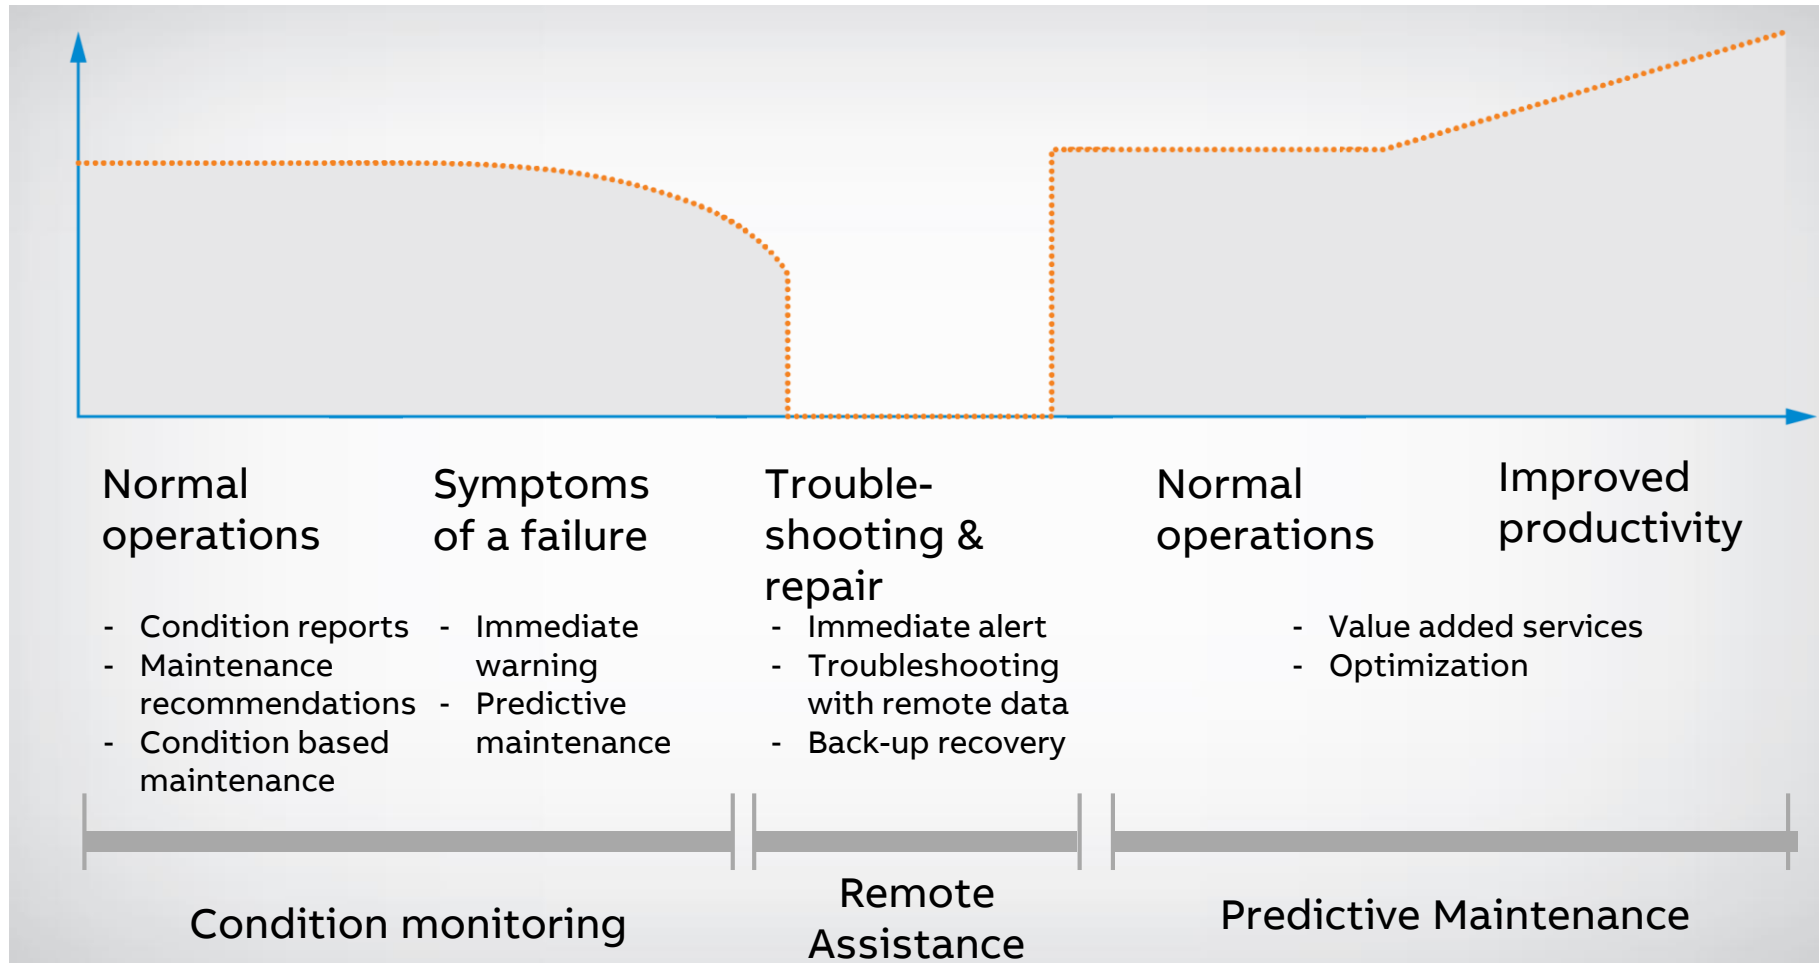 Normal
operations
Symptoms
of a failure
Trouble-
shooting &
repair
Normal
operations
Improved
productivity
- Condition reports
- Maintenance
recommendations
- Condition based
maintenance
- Immediate
warning
- Predictive
maintenance
- Immediate alert
- Troubleshooting
with remote data
- Back-up recovery
- Value added services
- Optimization
Condition monitoring
Remote
Assistance
Predictive Maintenance